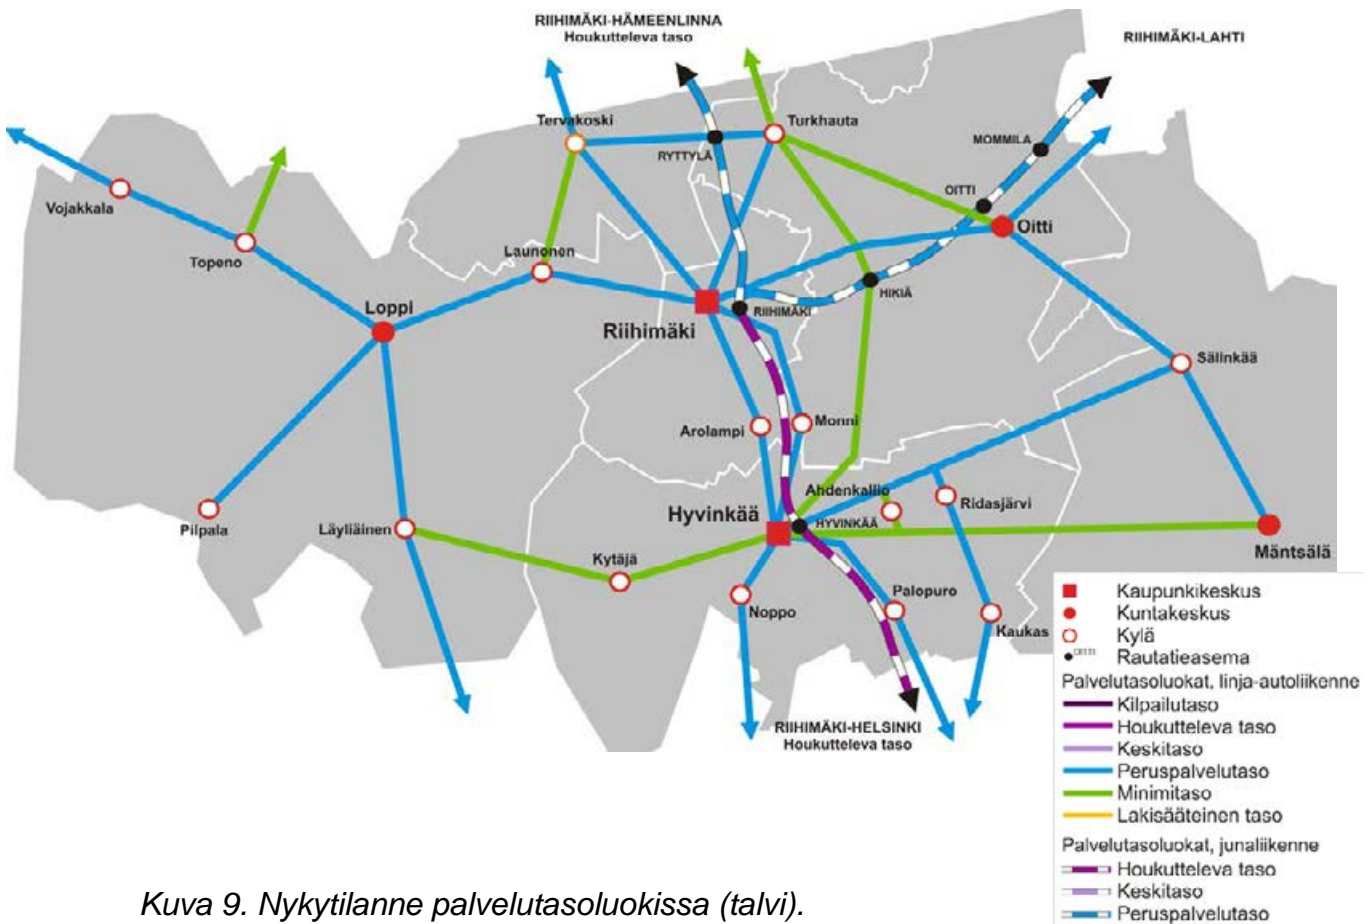 RIIHIMÄKI-HÄMEENLINNA
Houkutteleva taso
RIIHIMÄKI-LAHTI
Tervakoski
Turkhauta
RYTTYLÄ
MOMMILA
OITTI
Vojakkala
Oitti
Topeno
Launonen
HIKIÄ
Loppi
Riihimäki
RIIHIMÄKI
Sälinkää
Arolampi
Monni
Ahdenkallio
Ridasjärvi
Pilpala
Läyliäinen
Hyvinkää
HYVINKÄÄ
Mäntsälä
Kytäjä
Noppo
Palopuro
Kaukas
RIIHIMÄKI-HELSINKI
Houkutteleva taso
Kaupunkikeskus
Kuntakeskus
Kylä
OITTI
Rautatieasema
Palvelutasoluokat, linja-autoliikenne
Kilpailutaso
Houkutteleva taso
Keskitaso
Peruspalvelutaso
Minimitaso
Lakisääteinen taso
Palvelutasoluokat, junaliikenne
Houkutteleva taso
Keskitaso
Peruspalvelutaso
Kuva 9. Nykytilanne palvelutasoluokissa (talvi).